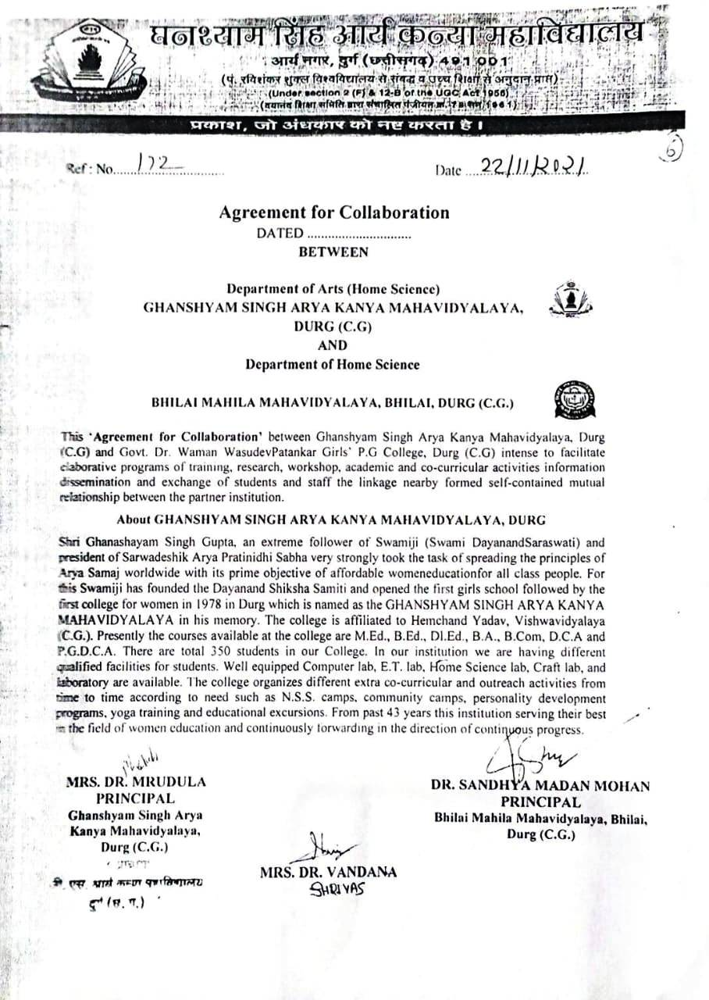 घनश्याम सिंह आर्य कन्या महाविद्यालय
आर्य नगर, दुर्ग (छत्तीसगढ़) 491001
(पं. रविशंकर शुक्ल विश्वविद्यालय से संबद्ध व उच्च शिक्षा से अनुदान प्राप्त)
(Under section 2 (F) & 12-B of the UGC Act 1956)
(दयानंद शिक्षा समिति द्वारा संचालित पंजीयन क्र. 78 सन् 1961)
प्रकाश, जो अंधकार को नष्ट करता है ।
6
Ref : No......172...... Date ....22/11/2021..
Agreement for Collaboration
DATED ..............................
BETWEEN
Department of Arts (Home Science)
GHANSHYAM SINGH ARYA KANYA MAHAVIDYALAYA,
DURG (C.G)
AND
Department of Home Science
BHILAI MAHILA MAHAVIDYALAYA, BHILAI, DURG (C.G.)
This 'Agreement for Collaboration' between Ghanshyam Singh Arya Kanya Mahavidyalaya, Durg
(C.G) and Govt. Dr. Waman WasudevPatankar Girls' P.G College, Durg (C.G) intense to facilitate
claborative programs of training, research, workshop, academic and co-curricular activities information
dissemination and exchange of students and staff the linkage nearby formed self-contained mutual
relationship between the partner institution.
About GHANSHYAM SINGH ARYA KANYA MAHAVIDYALAYA, DURG
Shri Ghanashayam Singh Gupta, an extreme follower of Swamiji (Swami DayanandSaraswati) and
president of Sarwadeshik Arya Pratinidhi Sabha very strongly took the task of spreading the principles of
Arya Samaj worldwide with its prime objective of affordable womeneducationfor all class people. For
this Swamiji has founded the Dayanand Shiksha Samiti and opened the first girls school followed by the
first college for women in 1978 in Durg which is named as the GHANSHYAM SINGH ARYA KANYA
MAHAVIDYALAYA in his memory. The college is affiliated to Hemchand Yadav, Vishwavidyalaya
(C.G.). Presently the courses available at the college are M.Ed., B.Ed., Dl.Ed., B.A., B.Com, D.C.A and
P.G.D.C.A. There are total 350 students in our College. In our institution we are having different
qualified facilities for students. Well equipped Computer lab, E.T. lab, Home Science lab, Craft lab, and
laboratory are available. The college organizes different extra co-curricular and outreach activities from
time to time according to need such as N.S.S. camps, community camps, personality development
programs, yoga training and educational excursions. From past 43 years this institution serving their best
the field of women education and continuously forwarding in the direction of continuous progress.
MRS. DR. MRUDULA
PRINCIPAL
Ghanshyam Singh Arya
Kanya Mahavidyalaya,
Durg (C.G.)
DR. SANDHYA MADAN MOHAN
PRINCIPAL
Bhilai Mahila Mahavidyalaya, Bhilai,
Durg (C.G.)
MRS. DR. VANDANA
SHRIVAS
एस आर्य कन्या महाविद्यालय